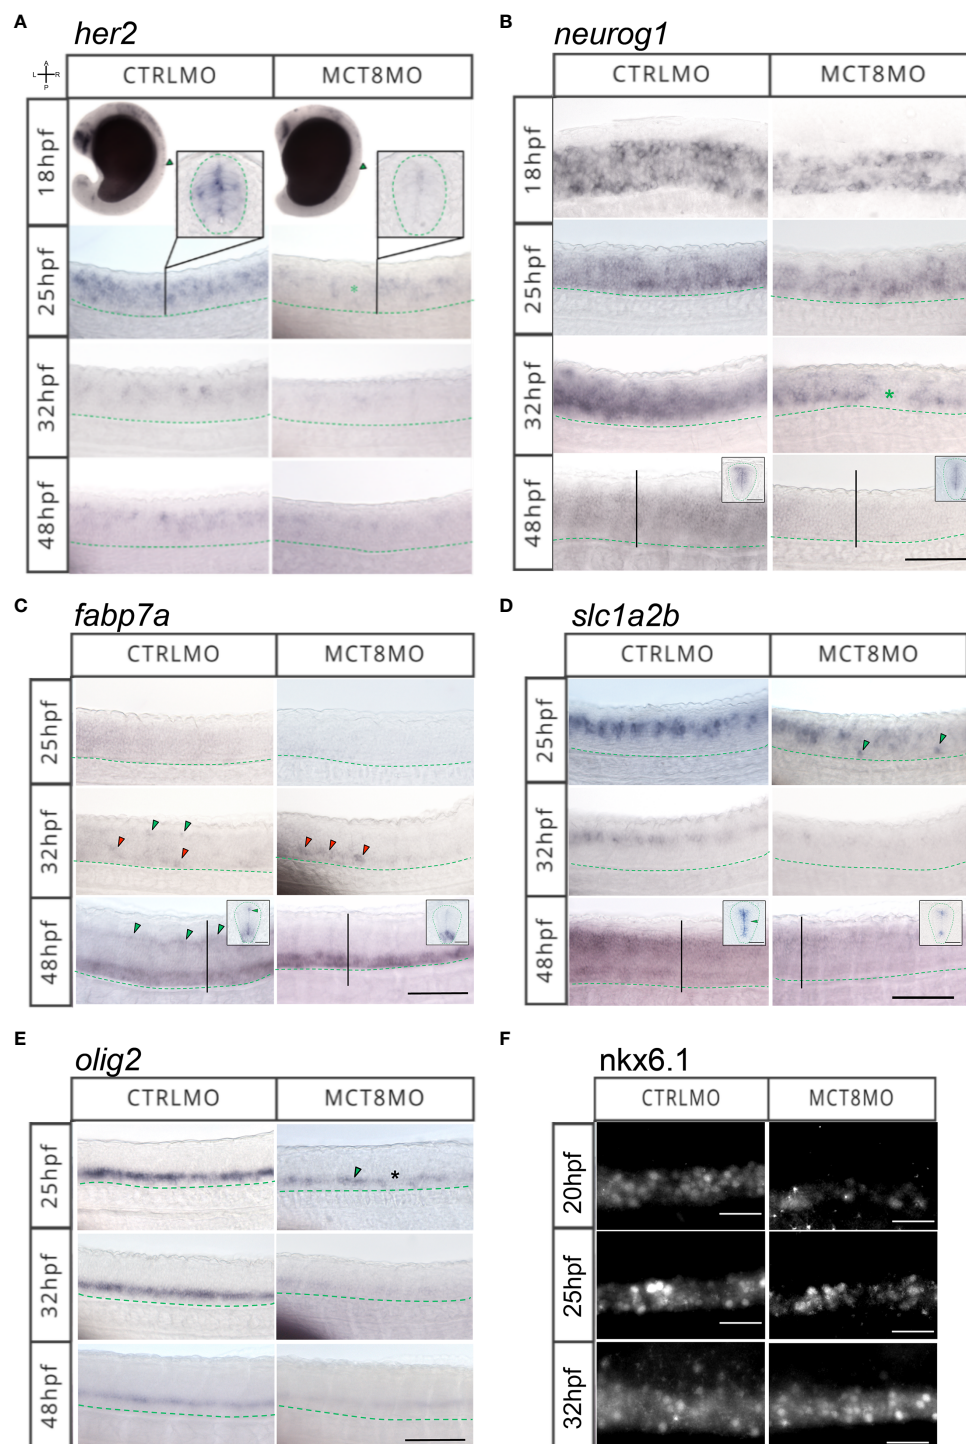 A
her2
A
L R
P
CTRLMO MCT8MO
18hpf
25hpf
*
32hpf
48hpf
B
neurog1
CTRLMO MCT8MO
18hpf
25hpf
32hpf
*
48hpf
C
fabp7a
CTRLMO MCT8MO
25hpf
32hpf
48hpf
D
slc1a2b
CTRLMO MCT8MO
25hpf
32hpf
48hpf
E
olig2
CTRLMO MCT8MO
25hpf
*
32hpf
48hpf
F
nkx6.1
CTRLMO MCT8MO
20hpf
25hpf
32hpf